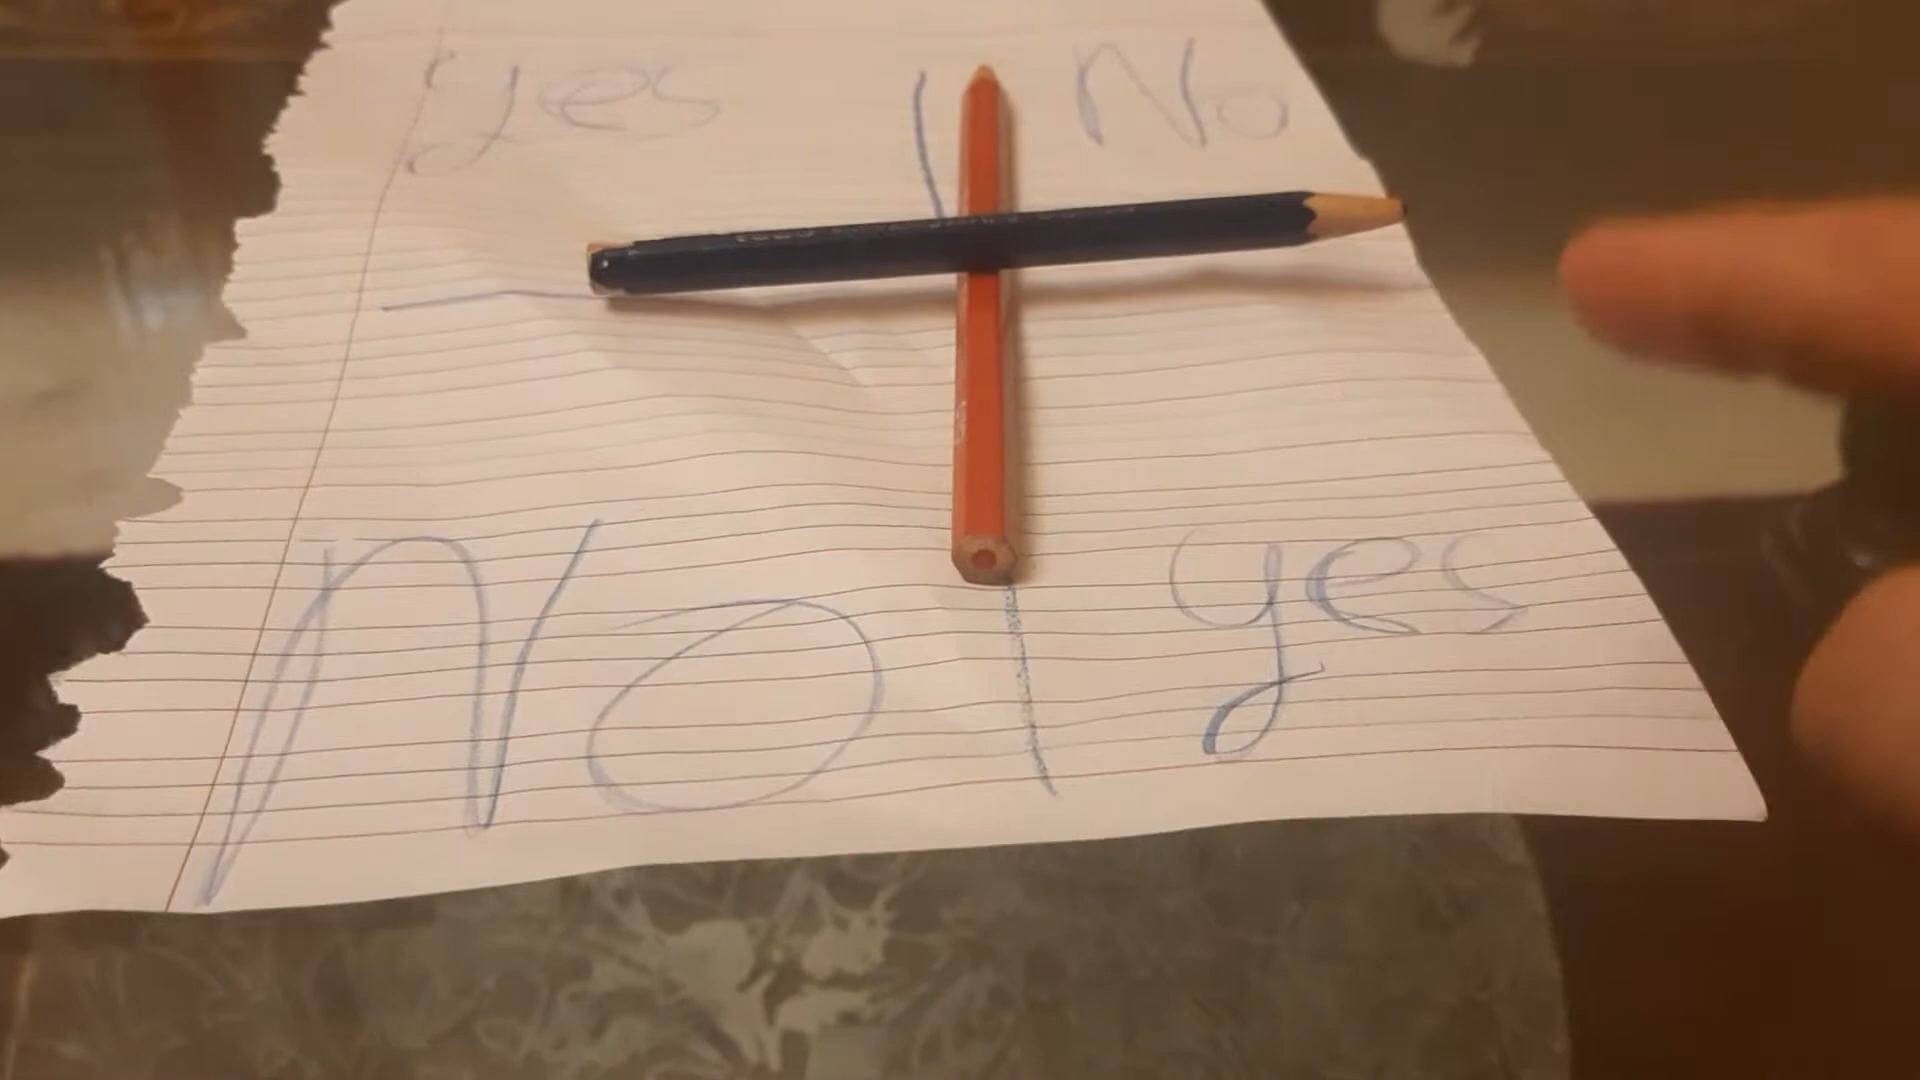 yes No
No yes